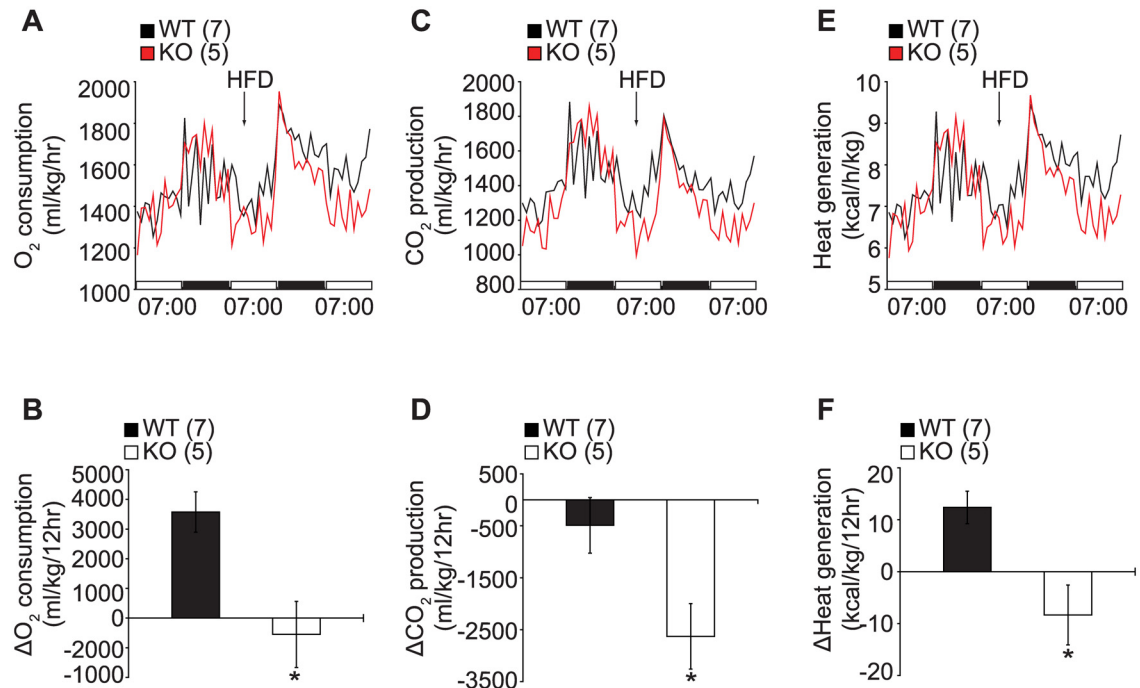 A
WT (7)
KO (5)
HFD
O2 consumption
(ml/kg/hr)
2000
1800
1600
1400
1200
1000
07:00 07:00 07:00
C
WT (7)
KO (5)
HFD
CO2 production
(ml/kg/hr)
2000
1800
1600
1400
1200
1000
800
07:00 07:00 07:00
E
WT (7)
KO (5)
HFD
Heat generation
(kcal/h/kg)
10
9
8
7
6
5
07:00 07:00 07:00
B
WT (7)
KO (5)
ΔO2 consumption
(ml/kg/12hr)
5000
4000
3000
2000
1000
0
-2000
-1000
*
D
WT (7)
KO (5)
ΔCO2 production
(ml/kg/12hr)
500
0
-500
-1500
-2500
-3500
*
F
WT (7)
KO (5)
ΔHeat generation
(kcal/kg/12hr)
20
10
0
-10
-20
*